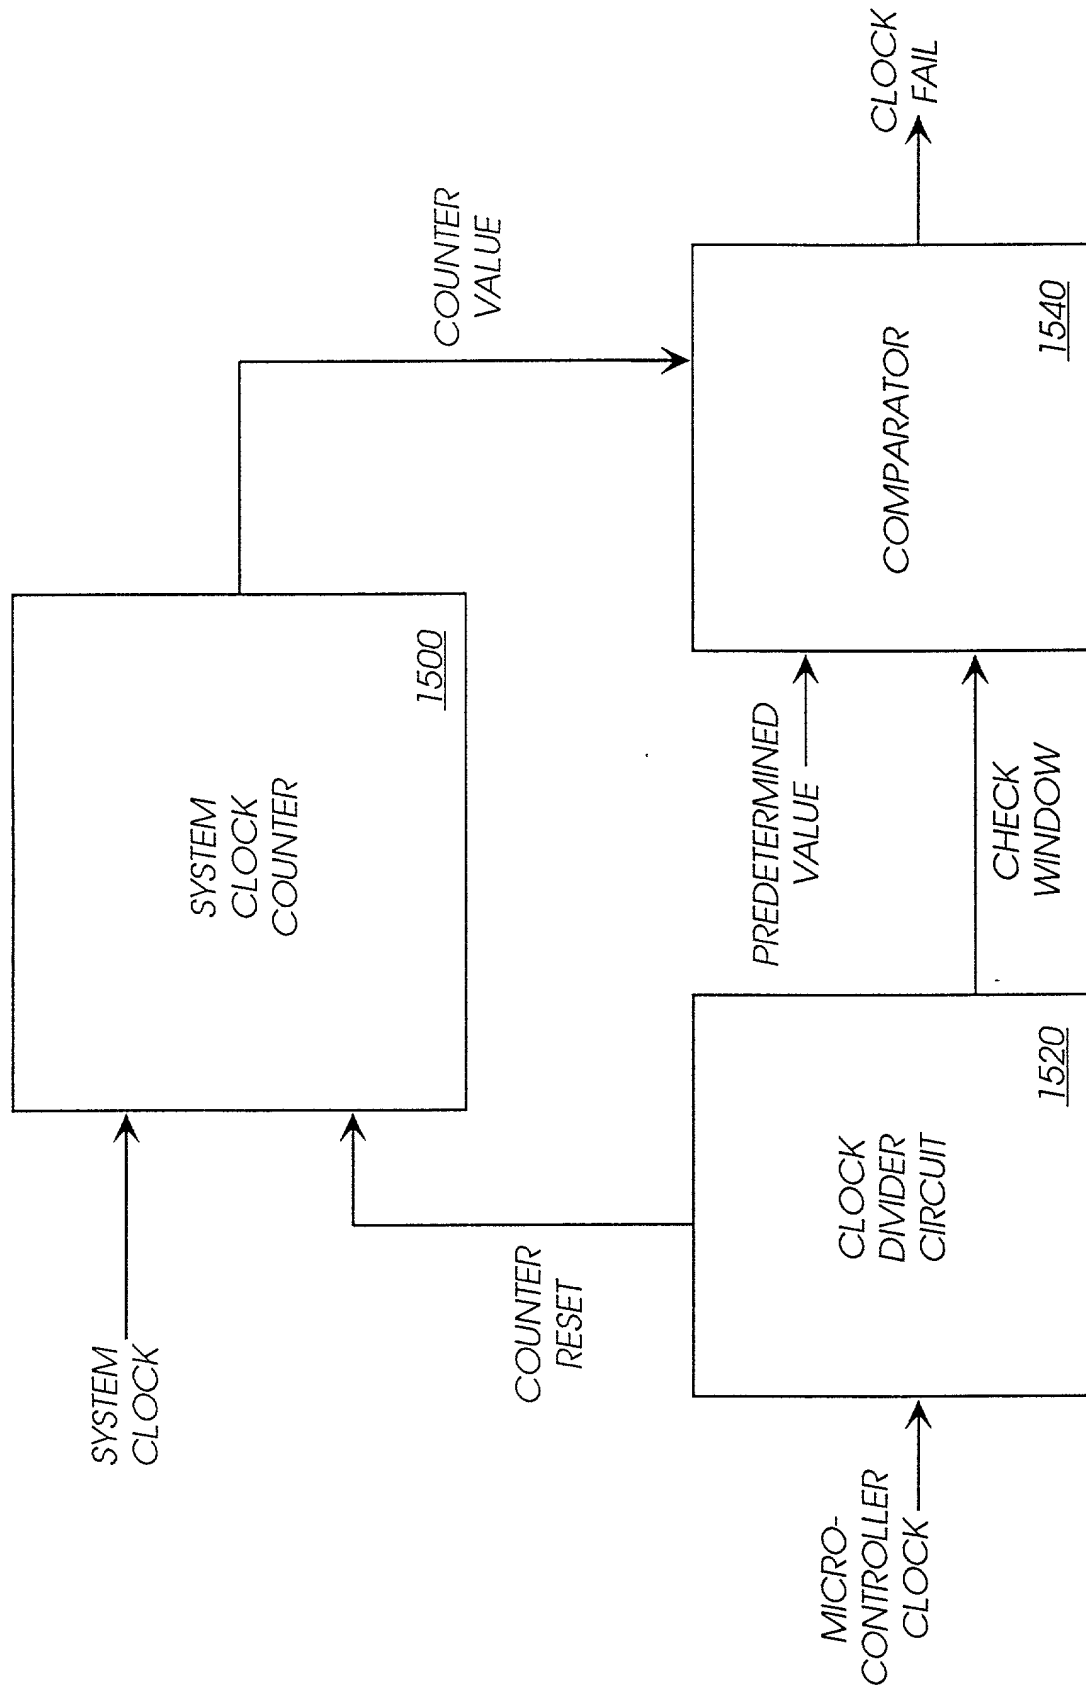 SYSTEM
CLOCK
SYSTEM
CLOCK
COUNTER
1500
COUNTER
VALUE
COUNTER
RESET
MICRO-
CONTROLLER
CLOCK
CLOCK
DIVIDER
CIRCUIT
1520
PREDETERMINED
VALUE
CHECK
WINDOW
COMPARATOR
1540
CLOCK
FAIL